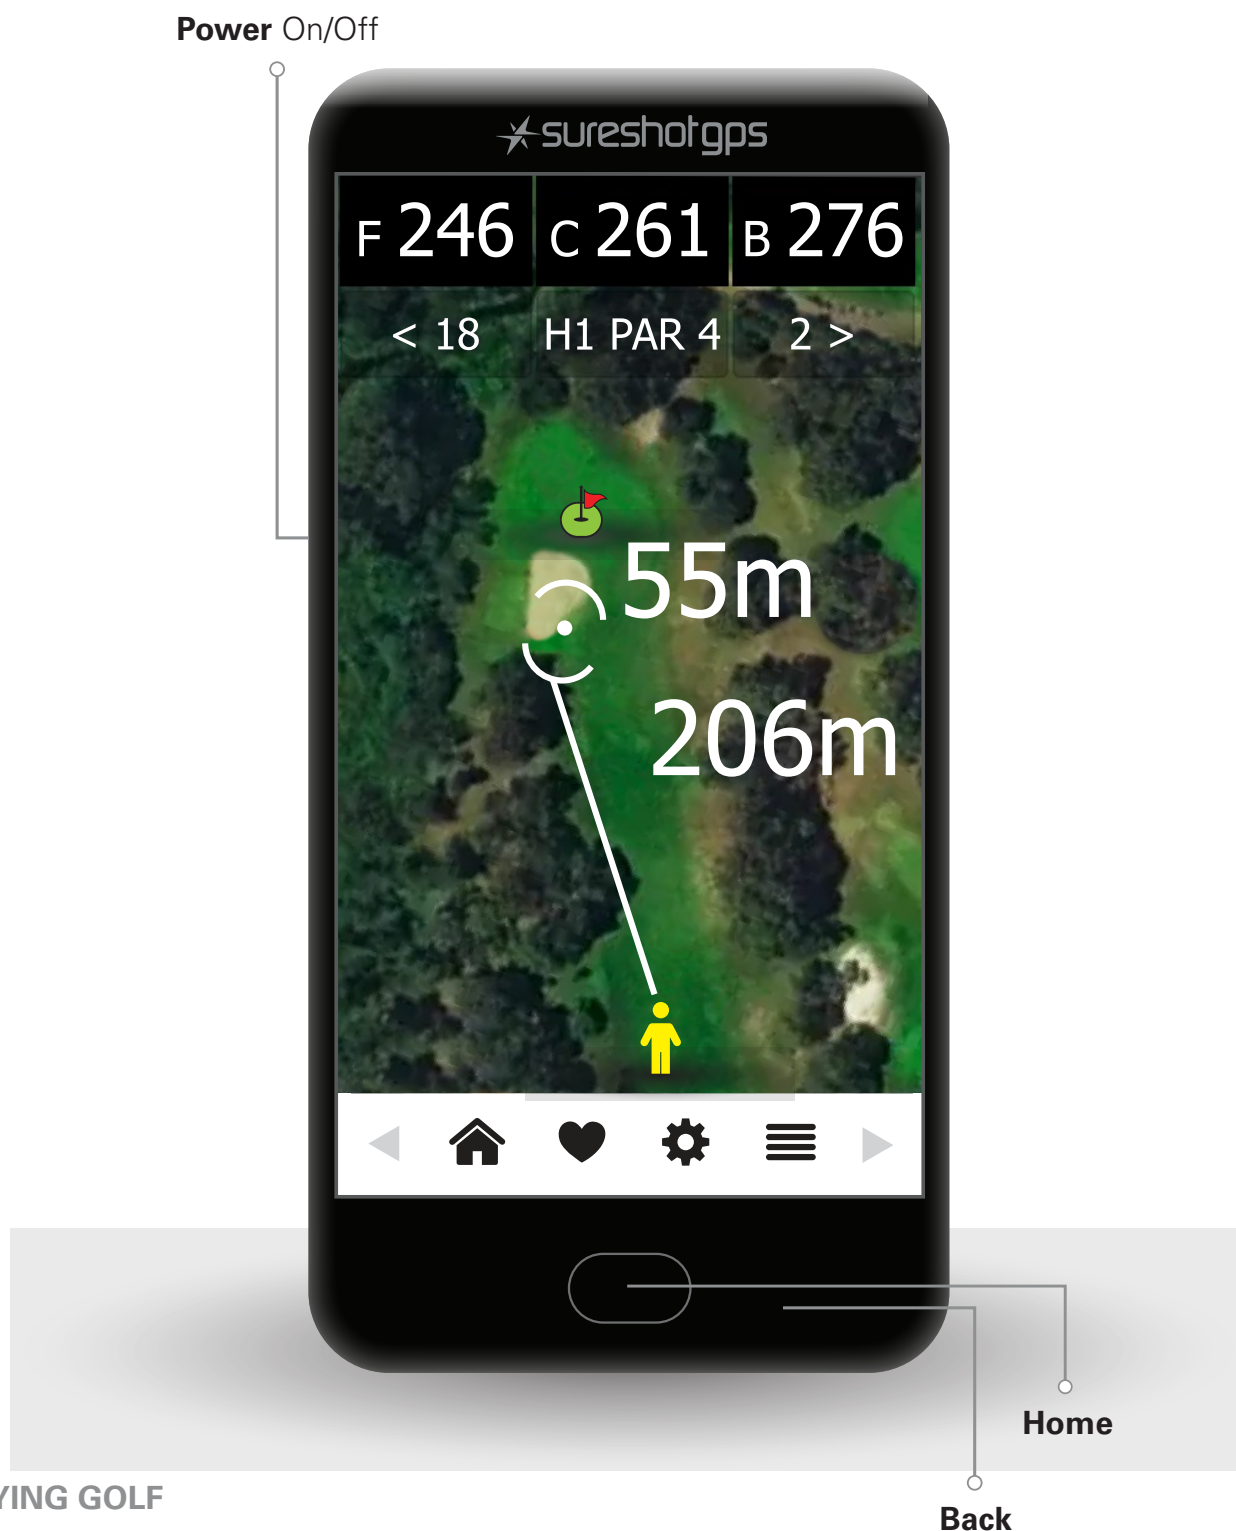 Power On/Off
sureshotgps
F 246 C 261 B 276
< 18 H1 PAR 4 2 >
55m
206m
Home
YING GOLF
Back